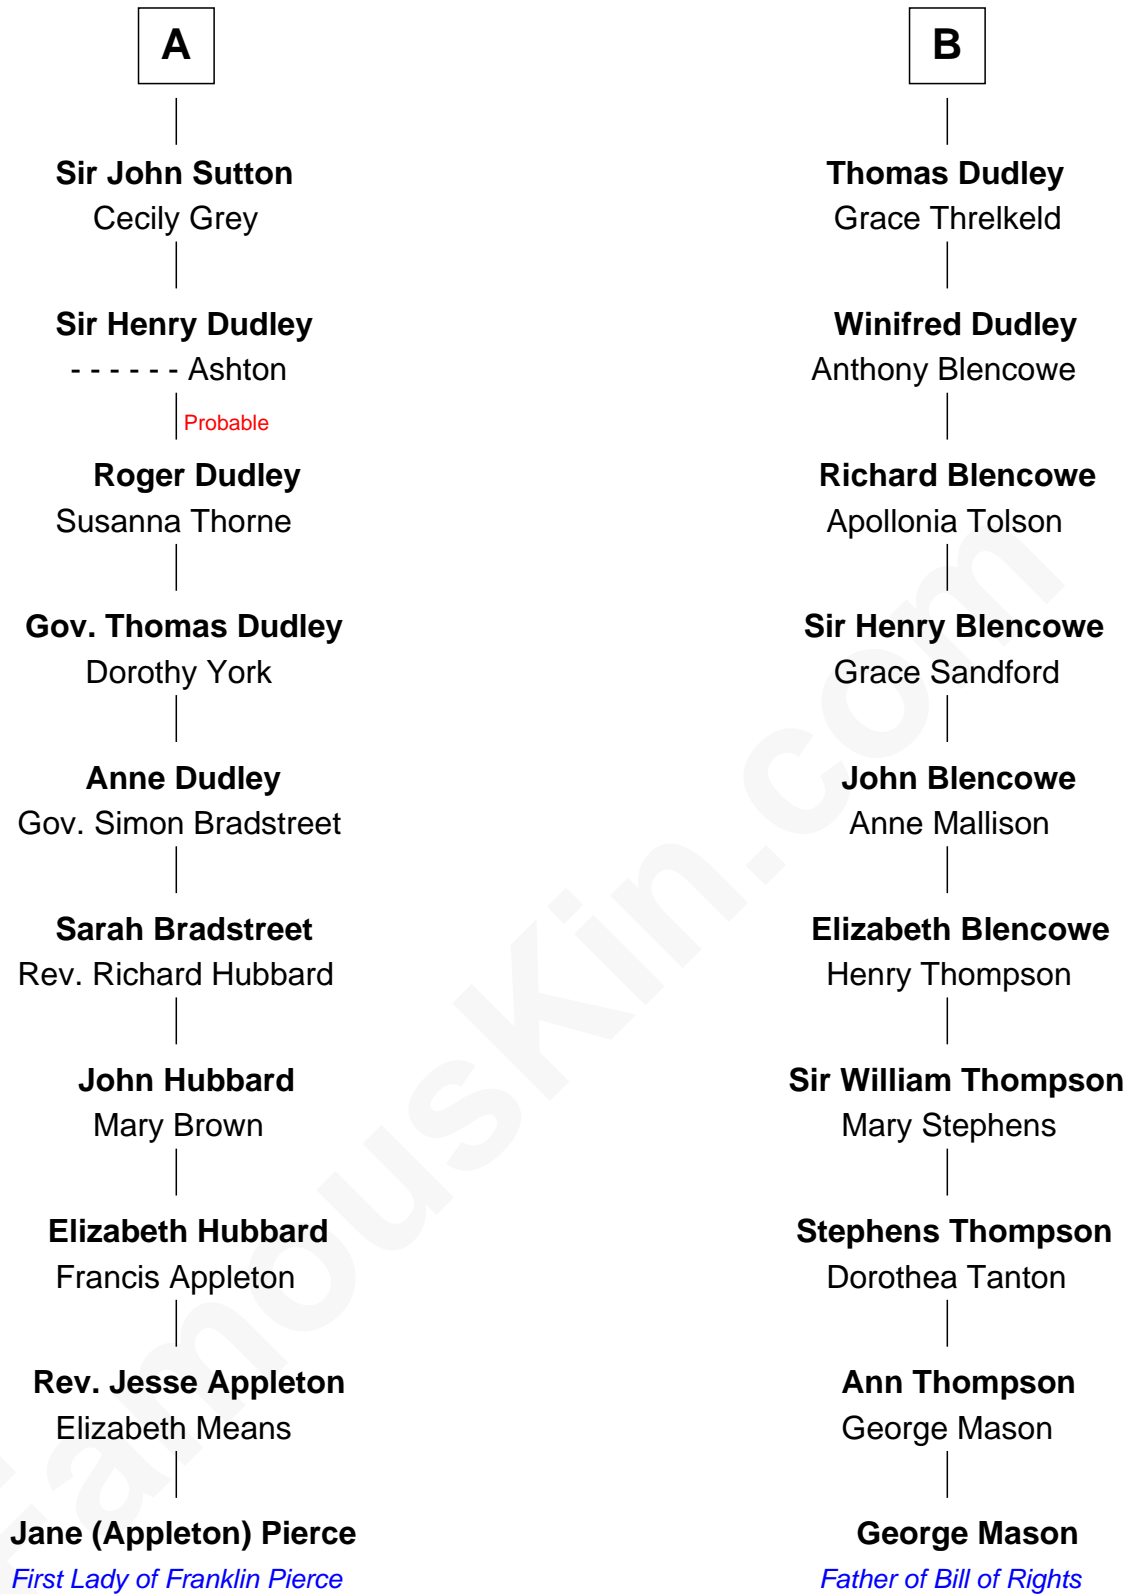 A
Sir John Sutton
Cecily Grey
Sir Henry Dudley
- - - - - - Ashton
Probable
Roger Dudley
Susanna Thorne
Gov. Thomas Dudley
Dorothy York
Anne Dudley
Gov. Simon Bradstreet
Sarah Bradstreet
Rev. Richard Hubbard
John Hubbard
Mary Brown
Elizabeth Hubbard
Francis Appleton
Rev. Jesse Appleton
Elizabeth Means
Jane (Appleton) Pierce
First Lady of Franklin Pierce
B
Thomas Dudley
Grace Threlkeld
Winifred Dudley
Anthony Blencowe
Richard Blencowe
Apollonia Tolson
Sir Henry Blencowe
Grace Sandford
John Blencowe
Anne Mallison
Elizabeth Blencowe
Henry Thompson
Sir William Thompson
Mary Stephens
Stephens Thompson
Dorothea Tanton
Ann Thompson
George Mason
George Mason
Father of Bill of Rights
FamousKin.com